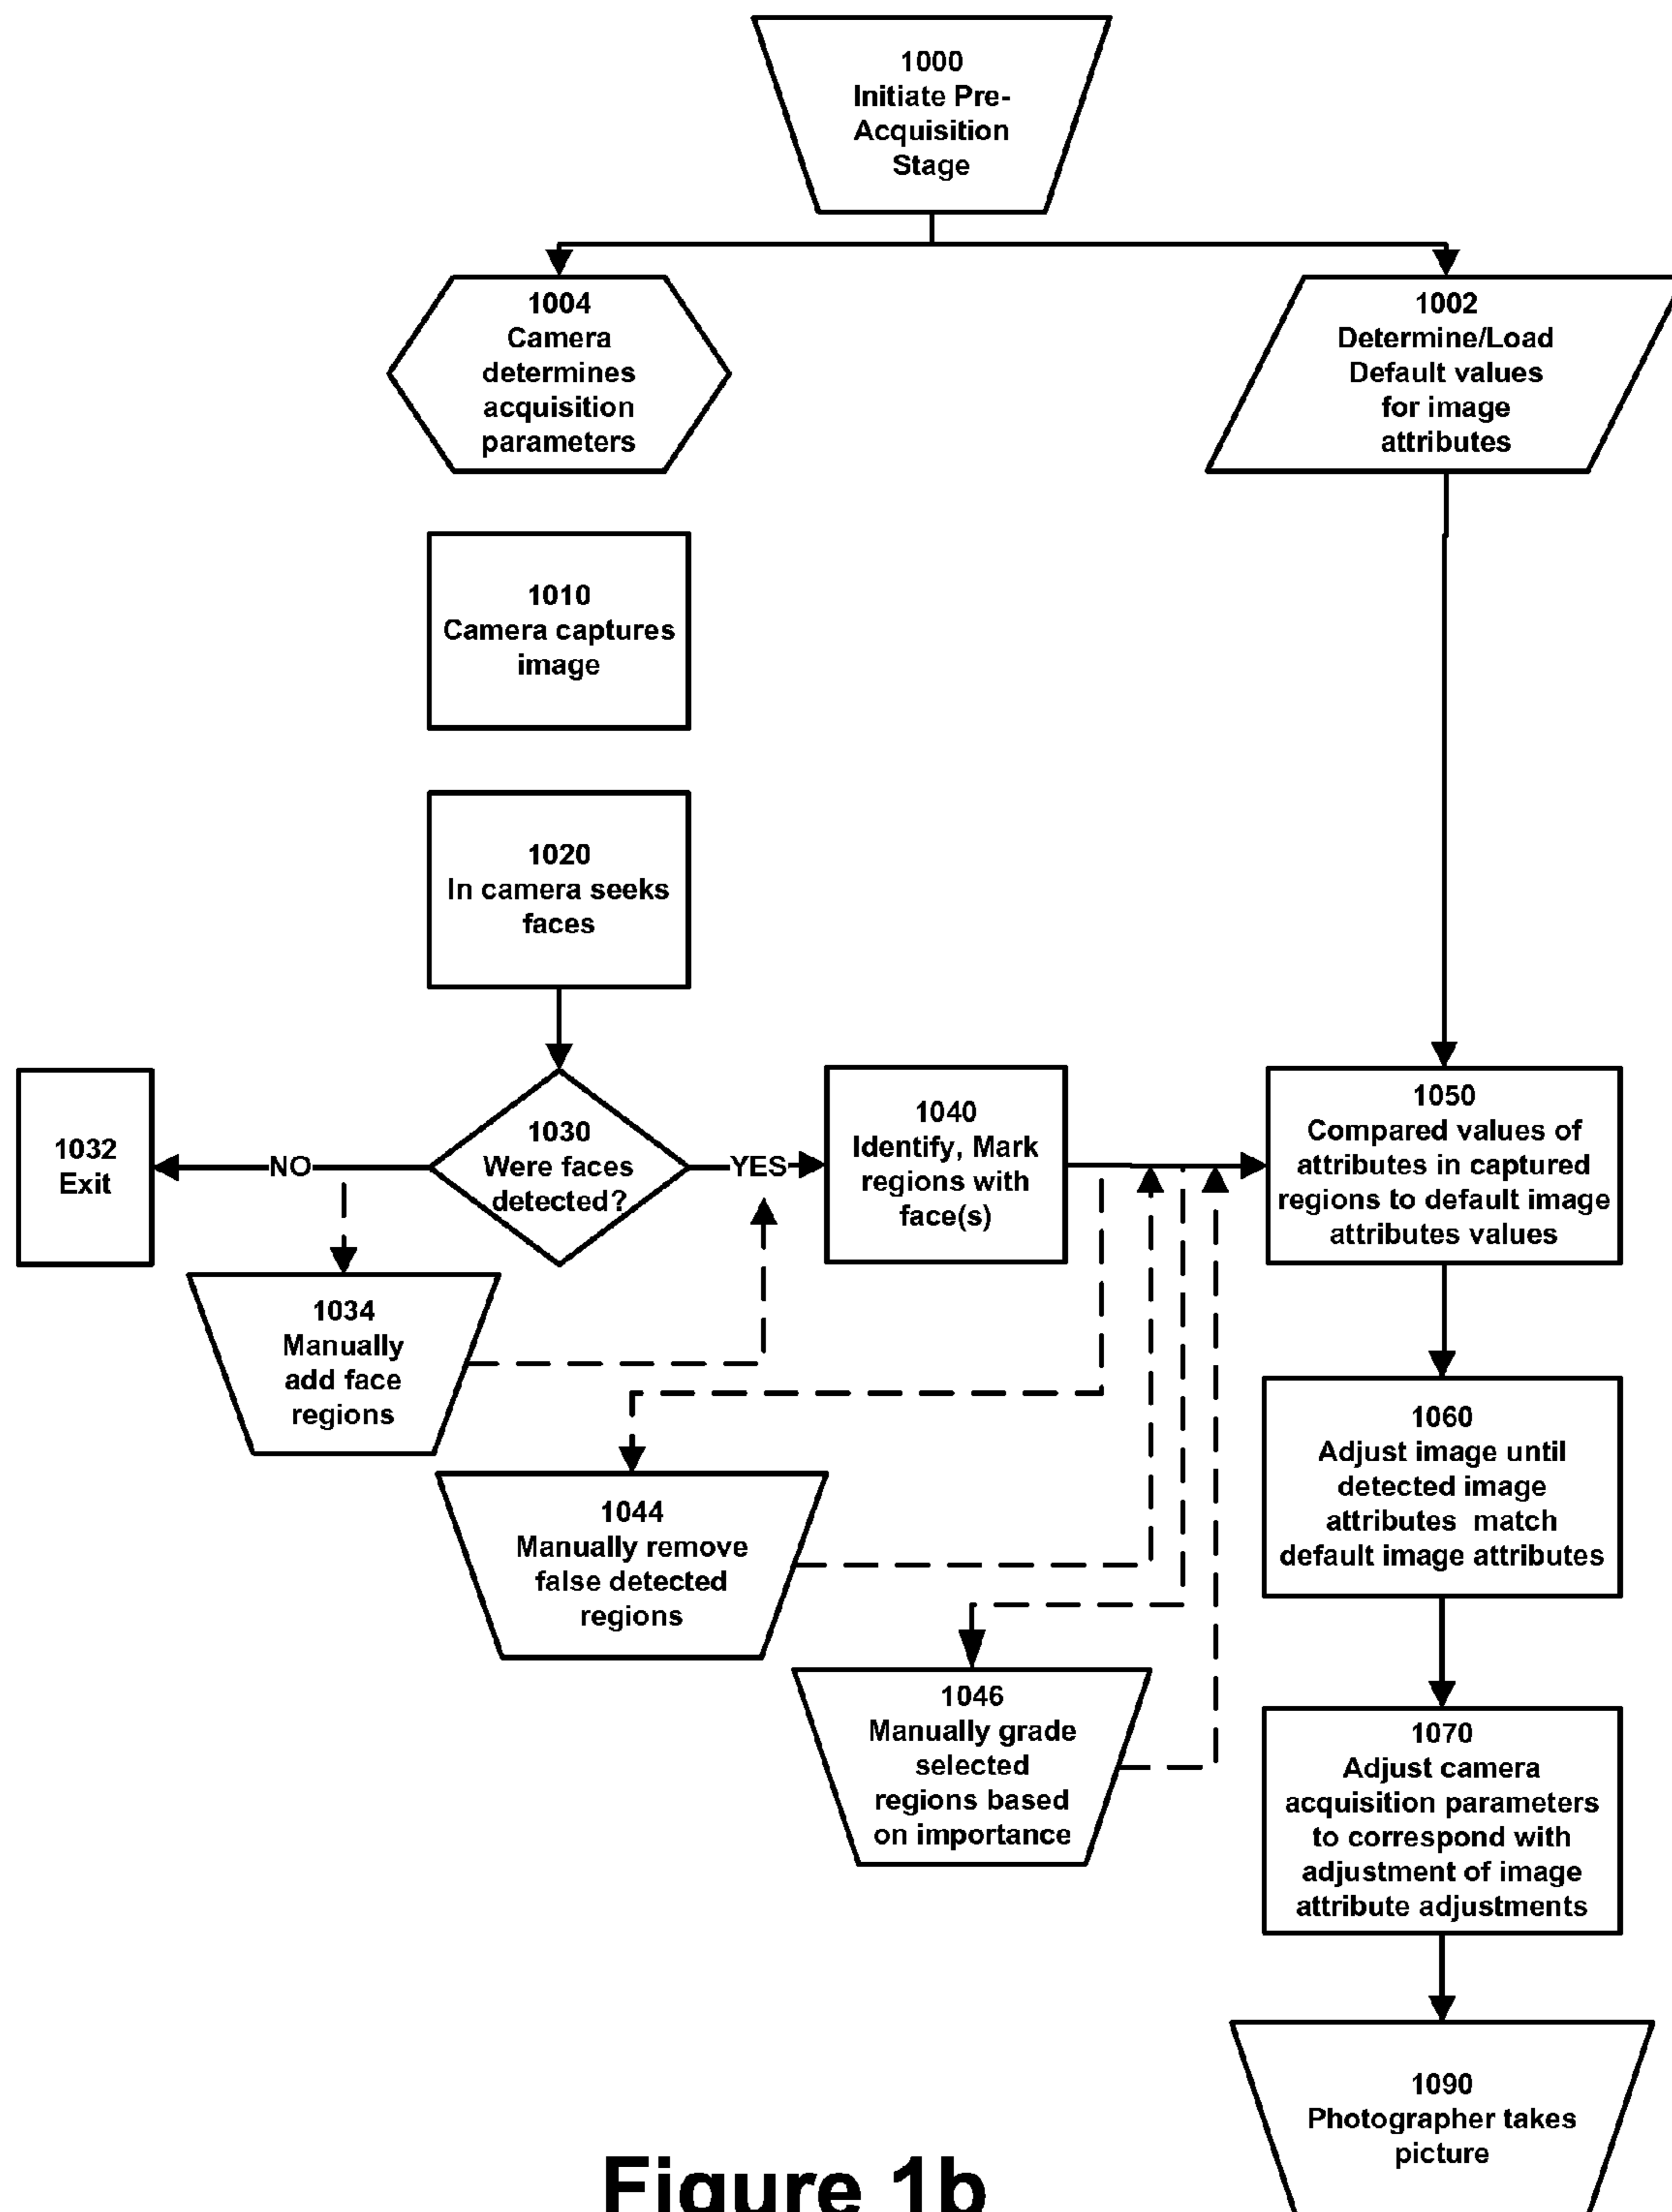 1000
Initiate Pre-
Acquisition
Stage
1004
Camera
determines
acquisition
parameters
1002
Determine/Load
Default values
for image
attributes
1010
Camera captures
image
1020
In camera seeks
faces
1032
Exit
NO
1030
Were faces
detected?
YES
1040
Identify, Mark
regions with
face(s)
1050
Compared values of
attributes in captured
regions to default image
attributes values
1034
Manually
add face
regions
1060
Adjust image until
detected image
attributes match
default image attributes
1044
Manually remove
false detected
regions
1046
Manually grade
selected
regions based
on importance
1070
Adjust camera
acquisition parameters
to correspond with
adjustment of image
attribute adjustments
1090
Photographer takes
picture
Figure 1b